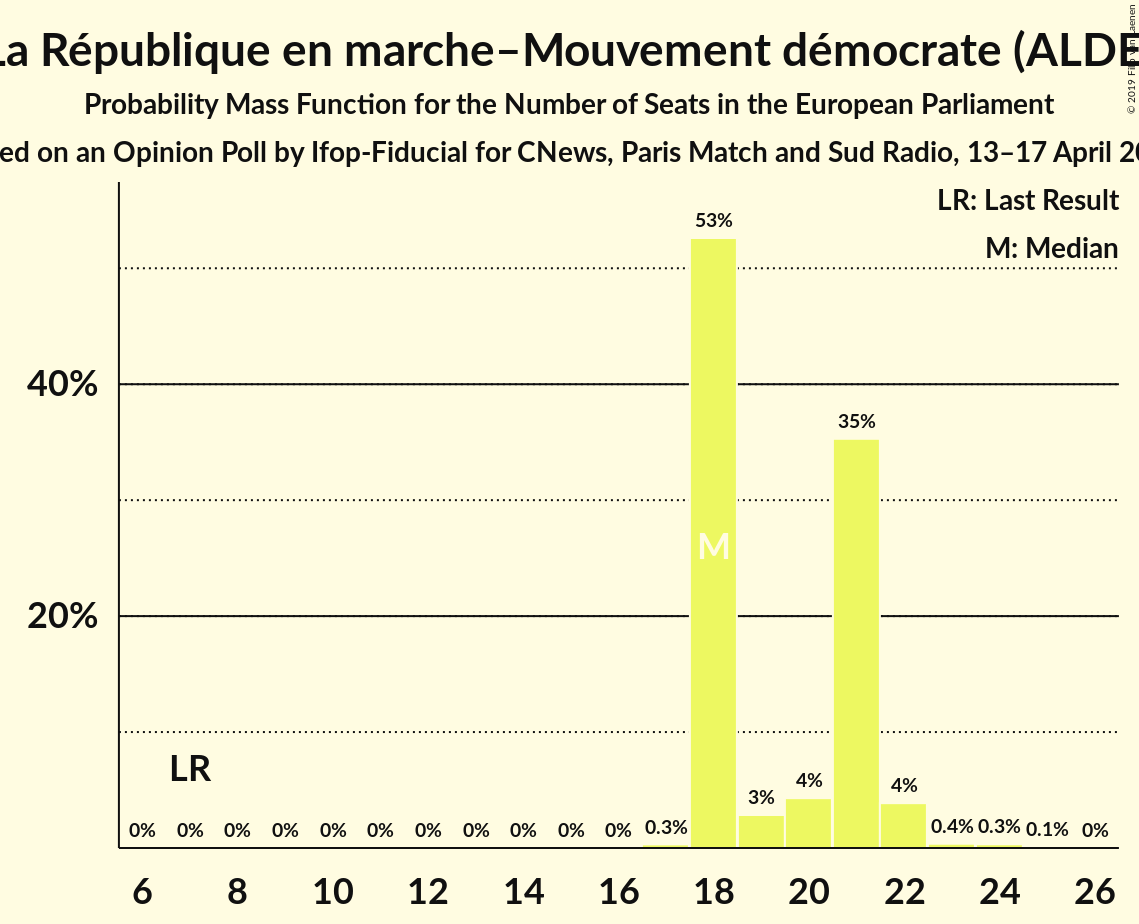 La République en marche–Mouvement démocrate (ALDE
Probability Mass Function for the Number of Seats in the European Parliament
ed on an Opinion Poll by Ifop-Fiducial for CNews, Paris Match and Sud Radio, 13–17 April 20
© 2019 Filip van Laenen
LR: Last Result
M: Median
53%
40%
35%
M
20%
LR
0% 0% 0% 0% 0% 0% 0% 0% 0% 0% 0% 0.3% 3% 4% 4% 0.4% 0.3% 0.1% 0%
6 8 10 12 14 16 18 20 22 24 26